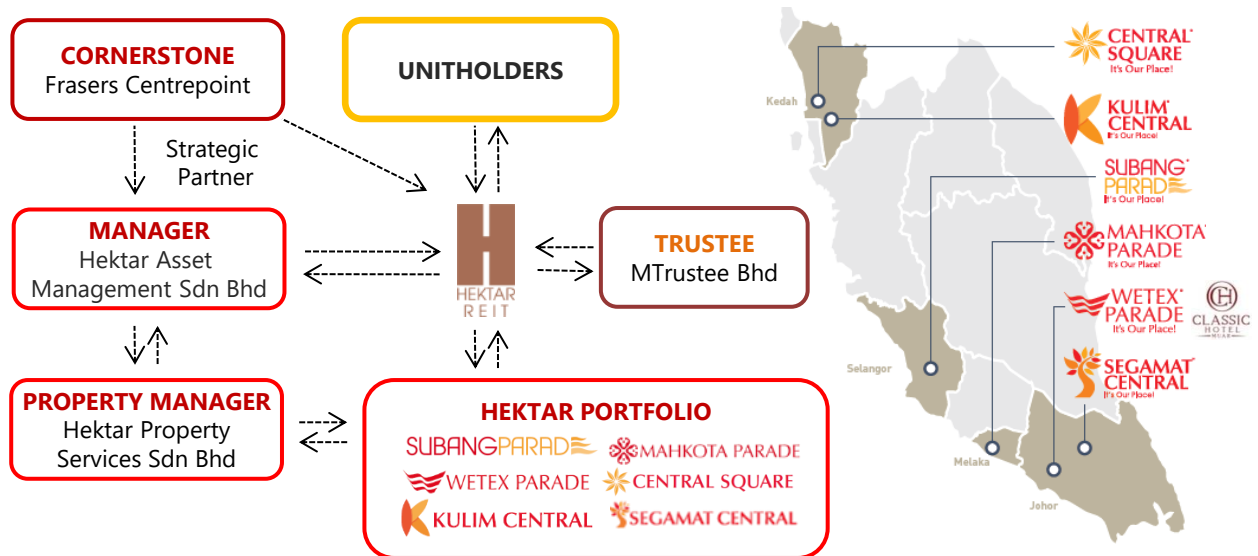 CORNERSTONE
Frasers Centrepoint
UNITHOLDERS
Strategic
Partner
MANAGER
Hektar Asset
Management Sdn Bhd
HEKTAR
REIT
TRUSTEE
MTrustee Bhd
PROPERTY MANAGER
Hektar Property
Services Sdn Bhd
HEKTAR PORTFOLIO
SUBANGPARADE
MAHKOTA PARADE
WETEX PARADE
CENTRAL SQUARE
KULIM CENTRAL
SEGAMAT CENTRAL
Kedah
Selangor
Melaka
Johor
CENTRAL
SQUARE
It's Our Place!
KULIM
CENTRAL
It's Our Place!
SUBANG
PARADE
It's Our Place!
MAHKOTA
PARADE
It's Our Place!
WETEX
PARADE
It's Our Place!
CH
CLASSIC
HOTEL
MUAR
SEGAMAT
CENTRAL
It's Our Place!